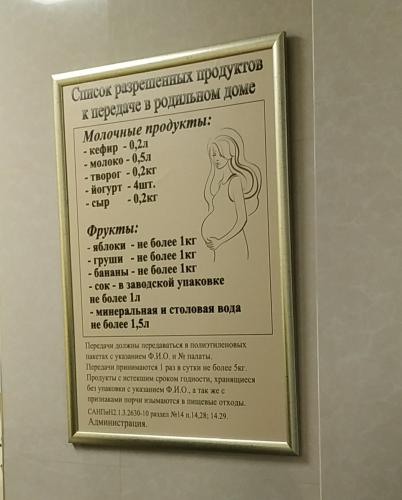 Список разрешенных продуктов
к передаче в родильном доме
Молочные продукты:
- кефир - 0,2л
- молоко - 0,5л
- творог - 0,2кг
- йогурт - 4шт.
- сыр - 0,2кг
Фрукты:
- яблоки - не более 1кг
- груши - не более 1кг
- бананы - не более 1кг
- сок - в заводской упаковке
не более 1л
- минеральная и столовая вода
не более 1,5л
Передачи должны передаваться в полиэтиленовых
пакетах с указанием Ф.И.О. и № палаты.
Передачи принимаются 1 раз в сутки не более 5кг.
Продукты с истекшим сроком годности, хранящиеся
без упаковки с указанием Ф.И.О., а так же с
признаками порчи изымаются в пищевые отходы.
САНПиН2.1.3.2630-10 раздел №14 п.14,28; 14.29.
Администрация.